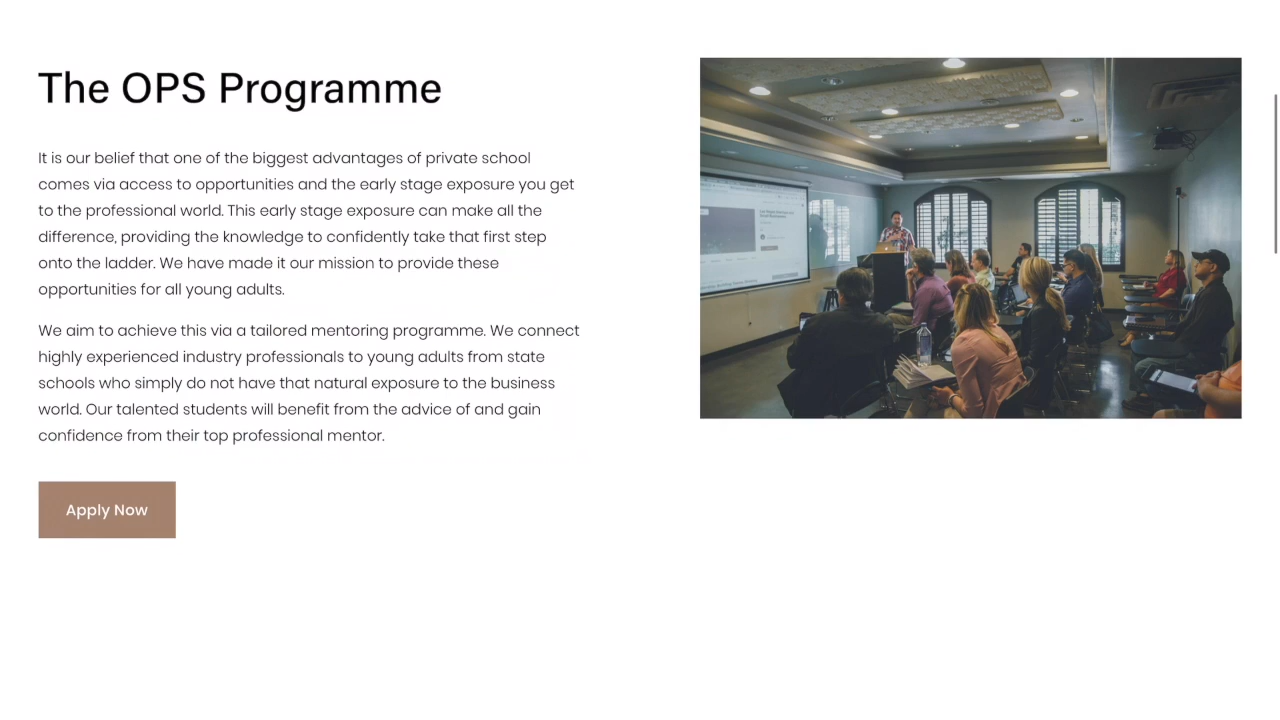 The OPS Programme
It is our belief that one of the biggest advantages of private school
comes via access to opportunities and the early stage exposure you get
to the professional world. This early stage exposure can make all the
difference, providing the knowledge to confidently take that first step
onto the ladder. We have made it our mission to provide these
opportunities for all young adults.
We aim to achieve this via a tailored mentoring programme. We connect
highly experienced industry professionals to young adults from state
schools who simply do not have that natural exposure to the business
world. Our talented students will benefit from the advice of and gain
confidence from their top professional mentor.
Apply Now